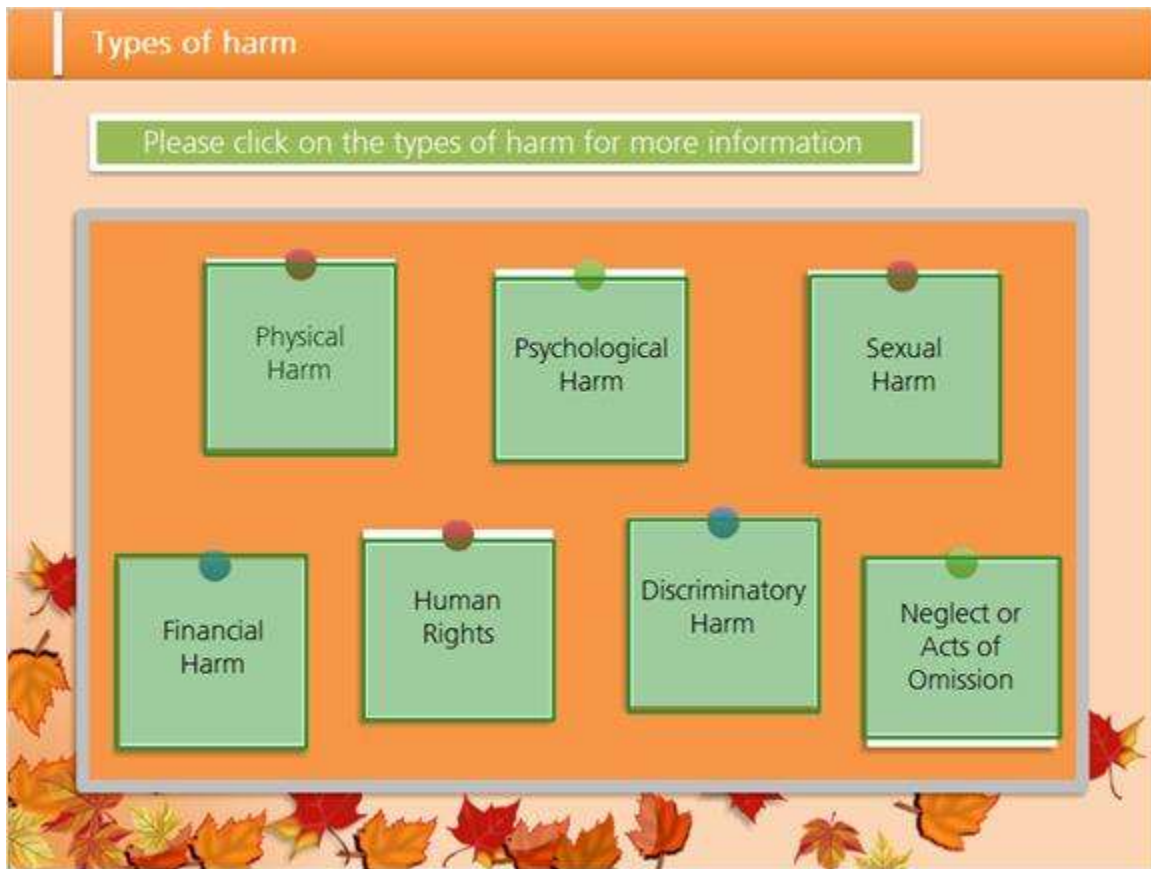 Types of harm
Please click on the types of harm for more information
Physical
Harm
Psychological
Harm
Sexual
Harm
Financial
Harm
Human
Rights
Discriminatory
Harm
Neglect or
Acts of
Omission